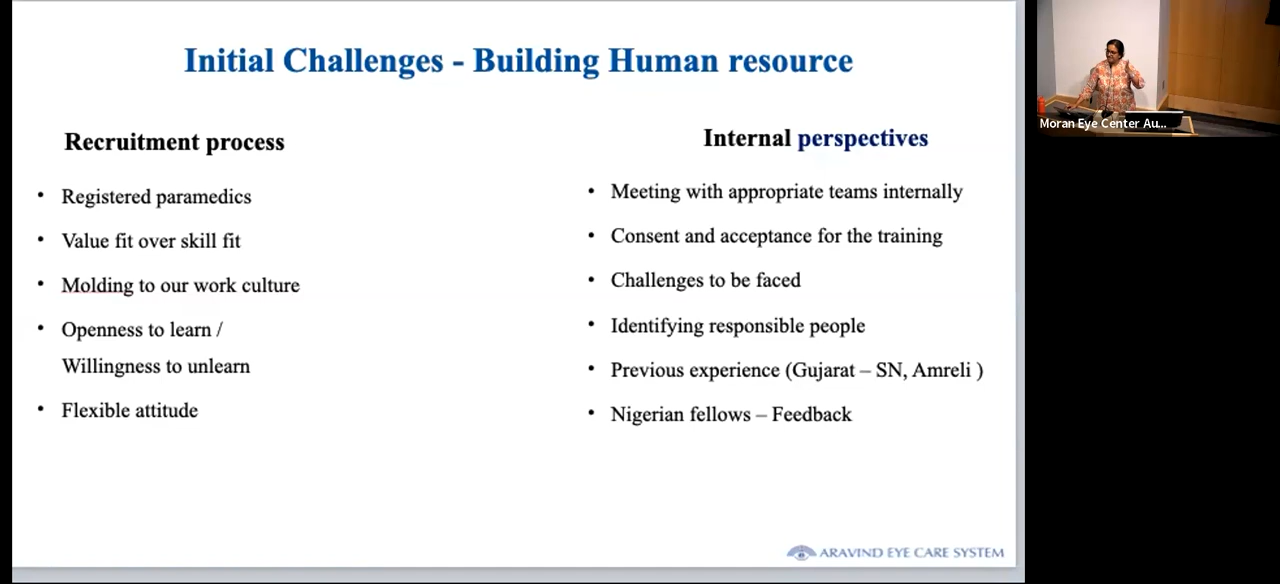 Initial Challenges - Building Human resource
Recruitment process
• Registered paramedics
• Value fit over skill fit
• Molding to our work culture
• Openness to learn /
Willingness to unlearn
• Flexible attitude
Internal perspectives
• Meeting with appropriate teams internally
• Consent and acceptance for the training
• Challenges to be faced
• Identifying responsible people
• Previous experience (Gujarat – SN, Amreli )
• Nigerian fellows – Feedback
ARAVIND EYE CARE SYSTEM
Moran Eye Center Au...